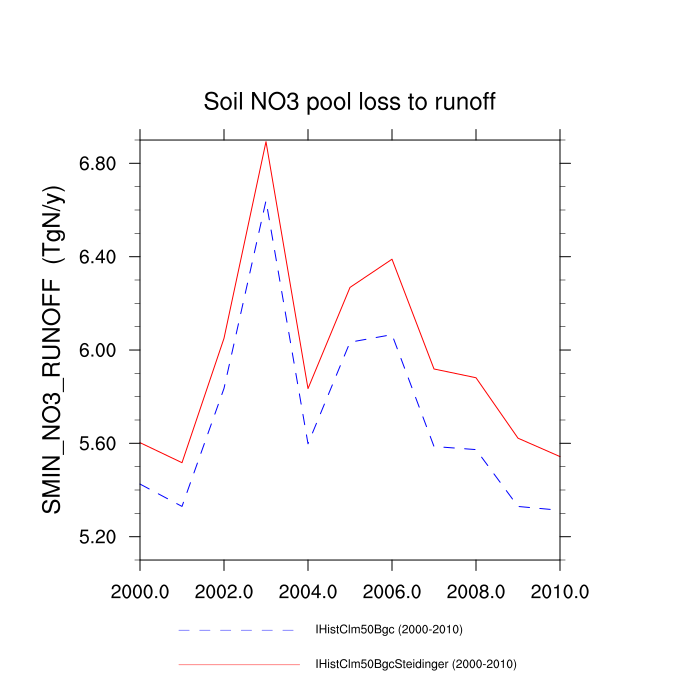 Soil NO3 pool loss to runoff
SMIN_NO3_RUNOFF (TgN/y)
6.80
6.40
6.00
5.60
5.20
2000.0 2002.0 2004.0 2006.0 2008.0 2010.0
IHistClm50Bgc (2000-2010)
IHistClm50BgcSteidinger (2000-2010)